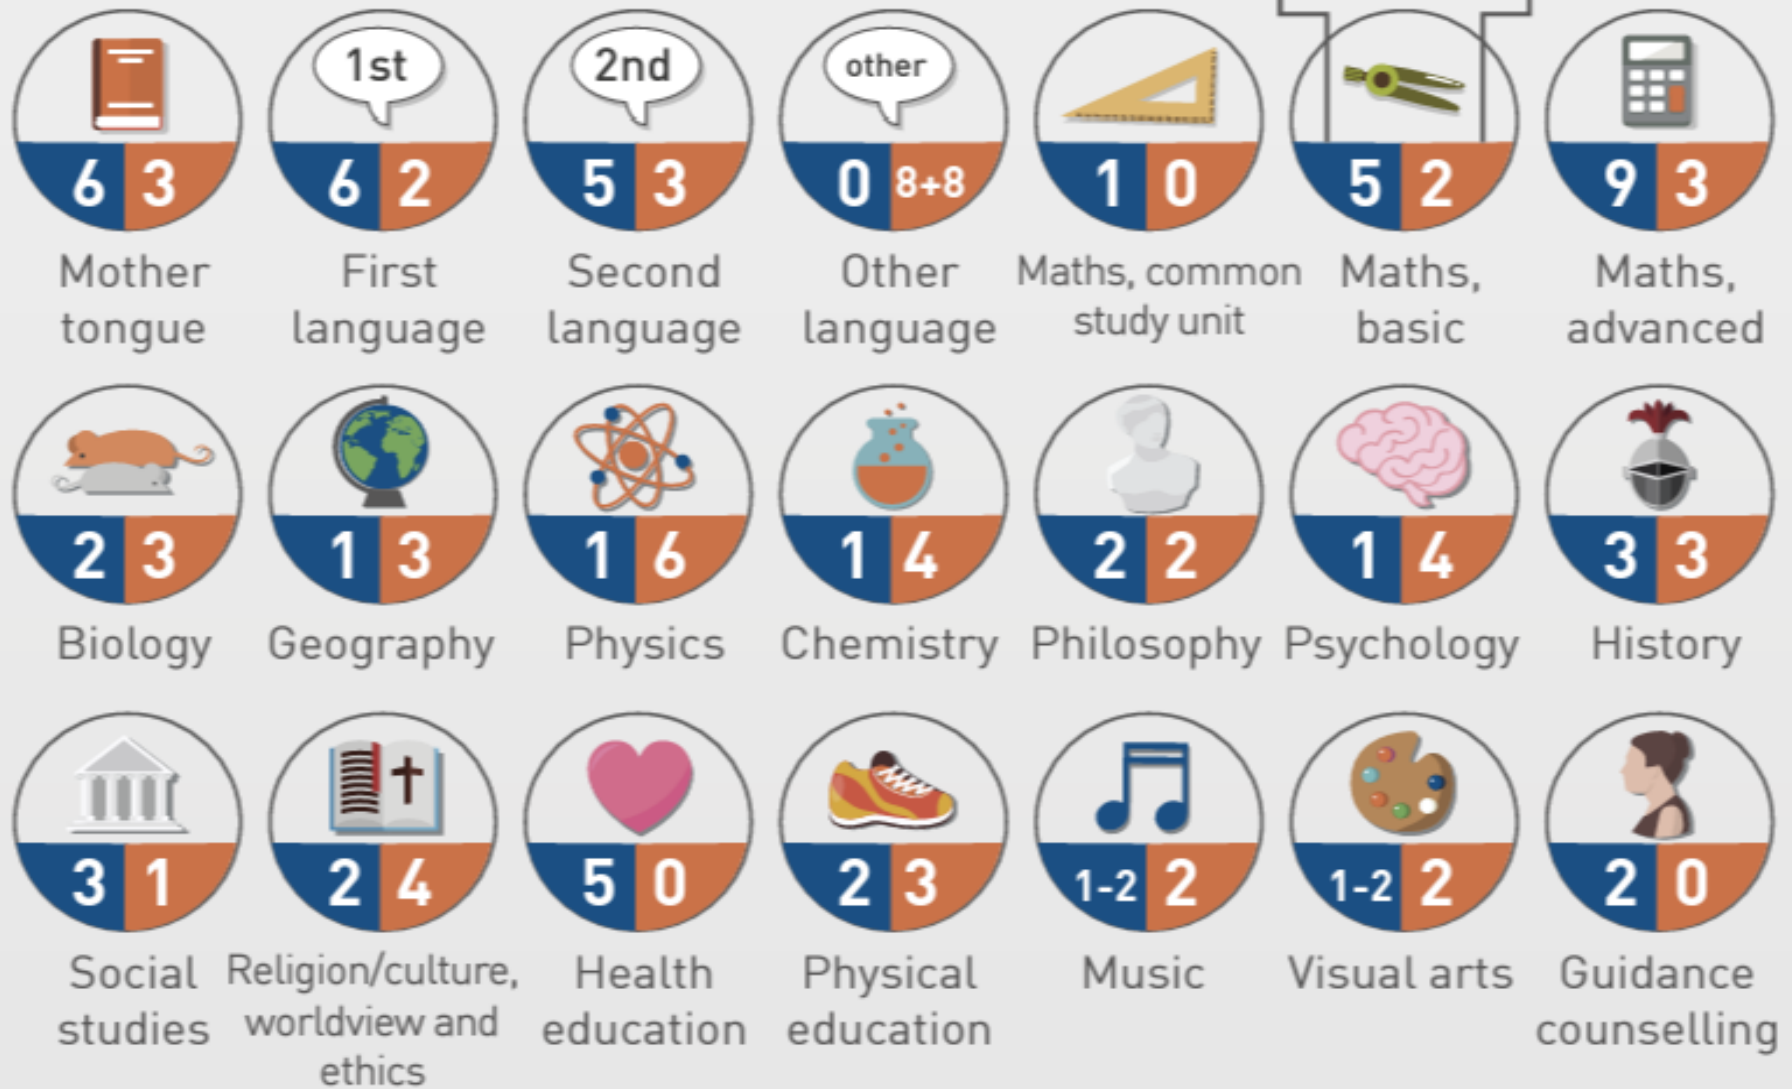 1st
2nd
other
6 3
6 2
5 3
0 8+8
1 0
5 2
9 3
Mother
tongue
First
language
Second
language
Other
language
Maths, common
study unit
Maths,
basic
Maths,
advanced
2 3
1 3
1 6
1 4
2 2
1 4
3 3
Biology
Geography
Physics
Chemistry
Philosophy
Psychology
History
3 1
2 4
5 0
2 3
1-2 2
1-2 2
2 0
Social
studies
Religion/culture,
worldview and
ethics
Health
education
Physical
education
Music
Visual arts
Guidance
counselling